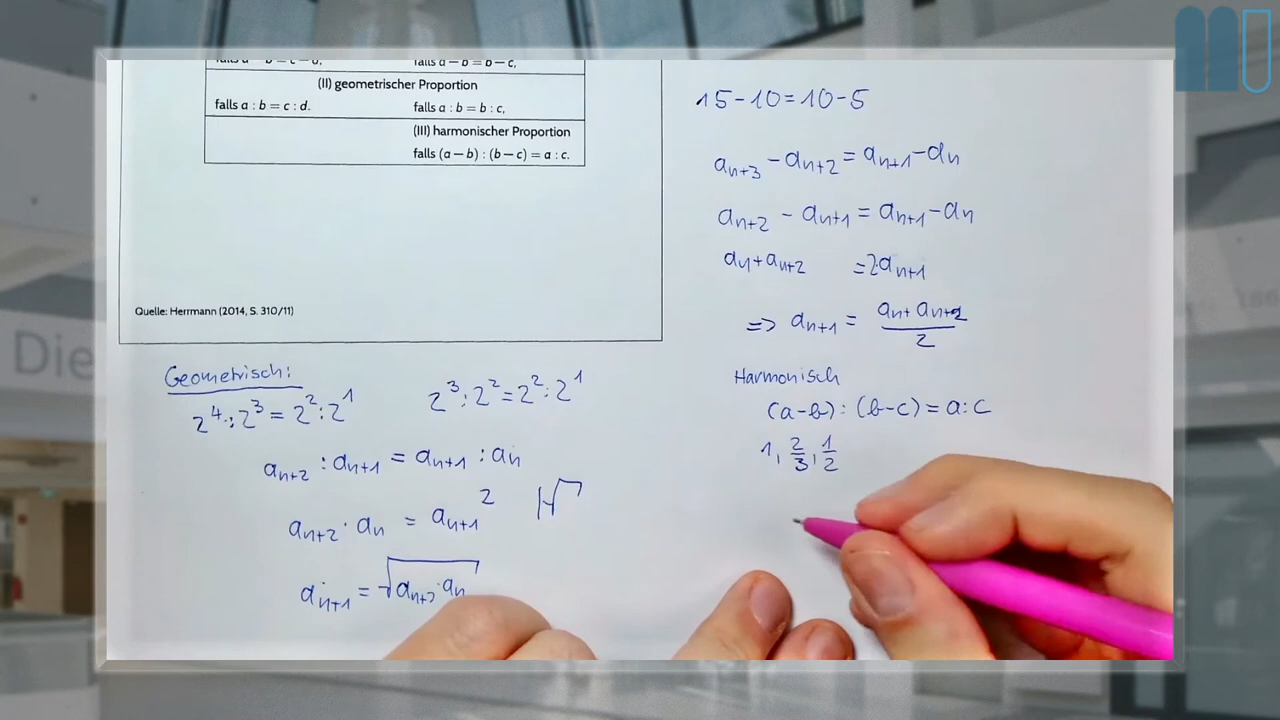 falls a − b = c − d,
falls a − b = b − c,
(II) geometrischer Proportion
falls a : b = c : d.
falls a : b = b : c,
(III) harmonischer Proportion
falls (a − b) : (b − c) = a : c.
Quelle: Herrmann (2014, S. 310/11)
Geometrisch:
2⁴ : 2³ = 2² : 2¹
2³ : 2² = 2² : 2¹
aₙ₊₂ : aₙ₊₁ = aₙ₊₁ : aₙ
aₙ₊₂ · aₙ = aₙ₊₁²
aₙ₊₁ = √(aₙ₊₂ · aₙ)
15 − 10 = 10 − 5
aₙ₊₃ − aₙ₊₂ = aₙ₊₁ − aₙ
aₙ₊₂ − aₙ₊₁ = aₙ₊₁ − aₙ
aₙ + aₙ₊₂ = 2aₙ₊₁
=> aₙ₊₁ = (aₙ + aₙ₊₂)/2
Harmonisch
(a−b) : (b−c) = a : c
1, 2/3, 1/2
Die